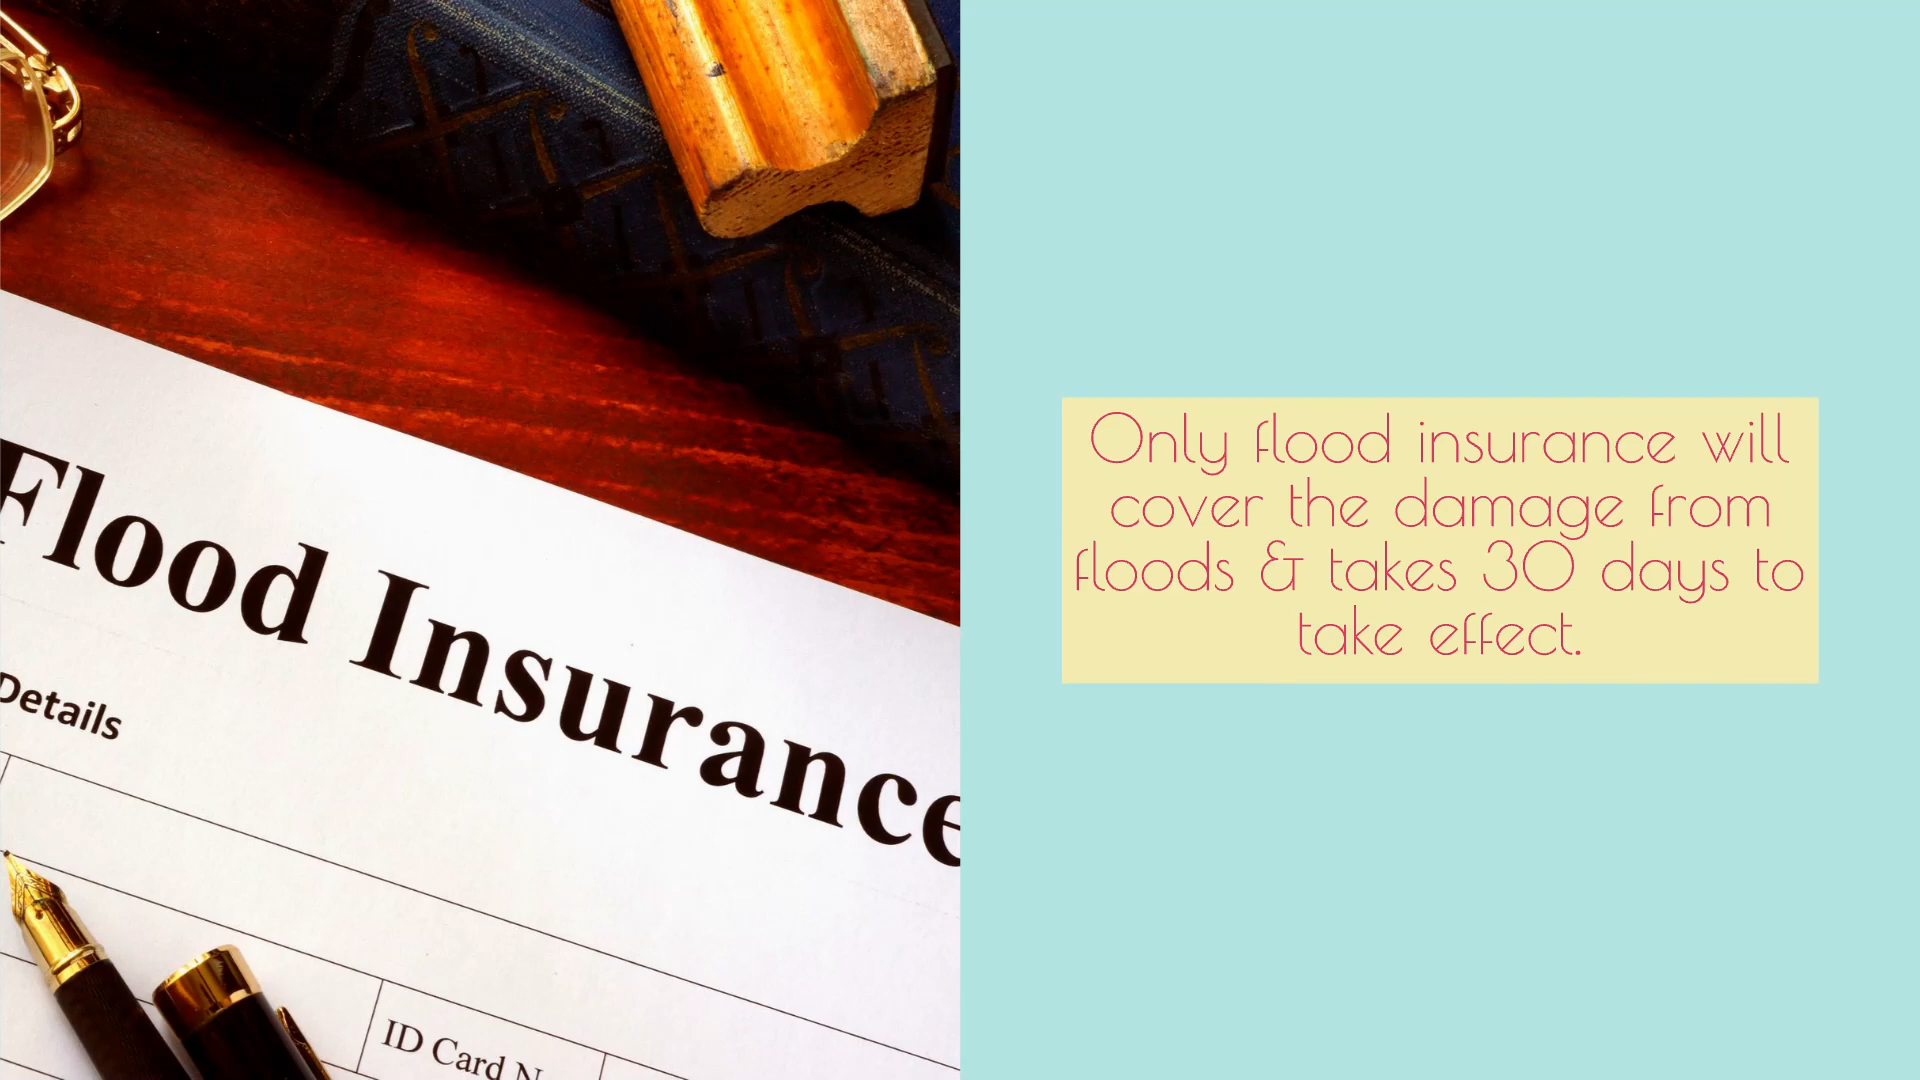 Flood Insurance
Details
ID Card N
Only flood insurance will
cover the damage from
floods & takes 30 days to
take effect.